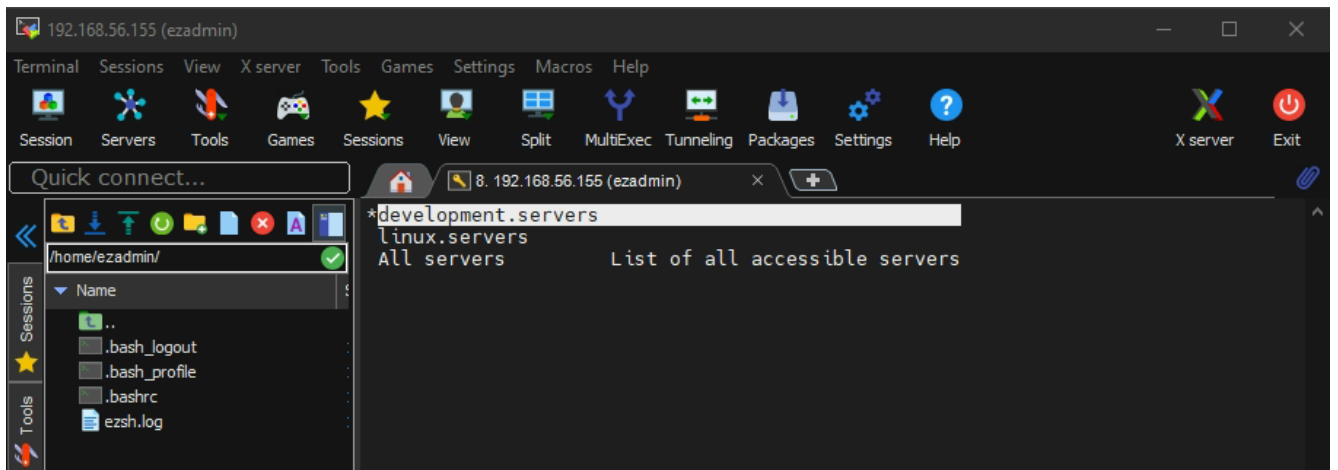 192.168.56.155 (ezadmin)
Terminal Sessions View X server Tools Games Settings Macros Help
Session Servers Tools Games Sessions View Split MultiExec Tunneling Packages Settings Help X server Exit
Quick connect...
8. 192.168.56.155 (ezadmin)
/home/ezadmin/
Name
..
.bash_logout
.bash_profile
.bashrc
ezsh.log
Sessions
Tools
*development.servers
linux.servers
All servers List of all accessible servers